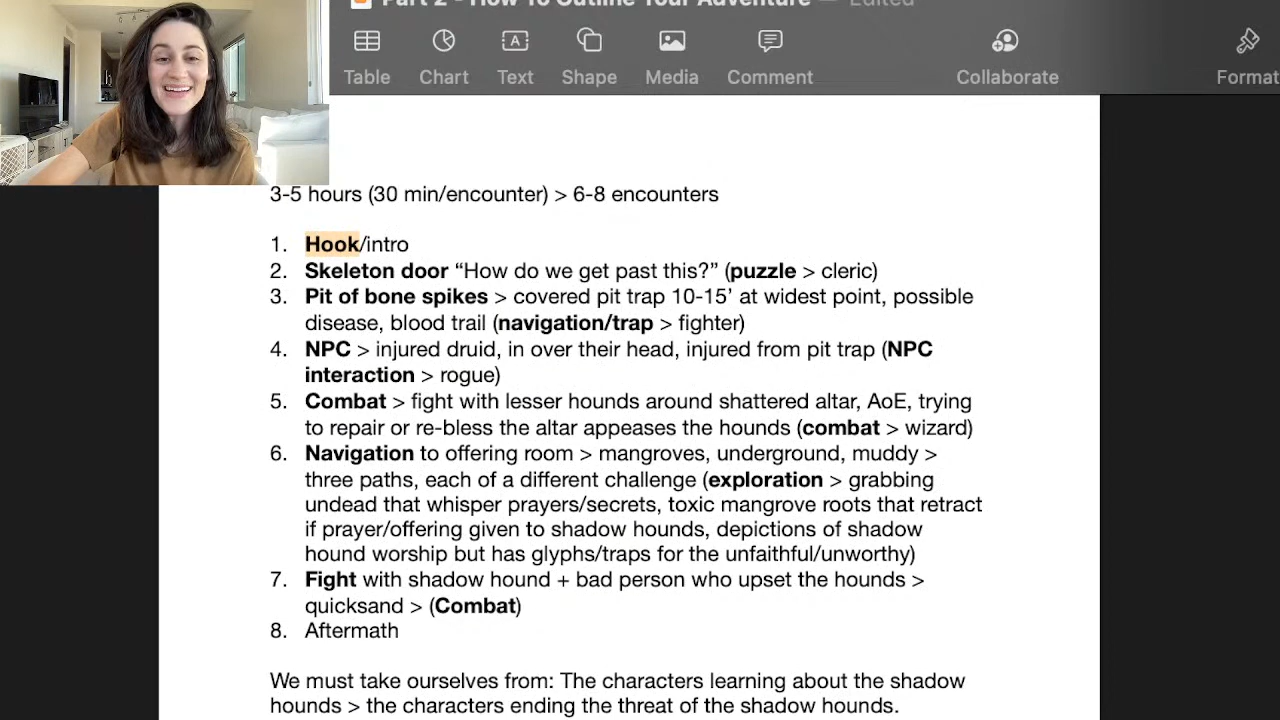 Part 2 - How To Outline Your Adventure — Edited
Table Chart Text Shape Media Comment Collaborate Format
3-5 hours (30 min/encounter) > 6-8 encounters
1. Hook/intro
2. Skeleton door “How do we get past this?” (puzzle > cleric)
3. Pit of bone spikes > covered pit trap 10-15’ at widest point, possible
disease, blood trail (navigation/trap > fighter)
4. NPC > injured druid, in over their head, injured from pit trap (NPC
interaction > rogue)
5. Combat > fight with lesser hounds around shattered altar, AoE, trying
to repair or re-bless the altar appeases the hounds (combat > wizard)
6. Navigation to offering room > mangroves, underground, muddy >
three paths, each of a different challenge (exploration > grabbing
undead that whisper prayers/secrets, toxic mangrove roots that retract
if prayer/offering given to shadow hounds, depictions of shadow
hound worship but has glyphs/traps for the unfaithful/unworthy)
7. Fight with shadow hound + bad person who upset the hounds >
quicksand > (Combat)
8. Aftermath
We must take ourselves from: The characters learning about the shadow
hounds > the characters ending the threat of the shadow hounds.